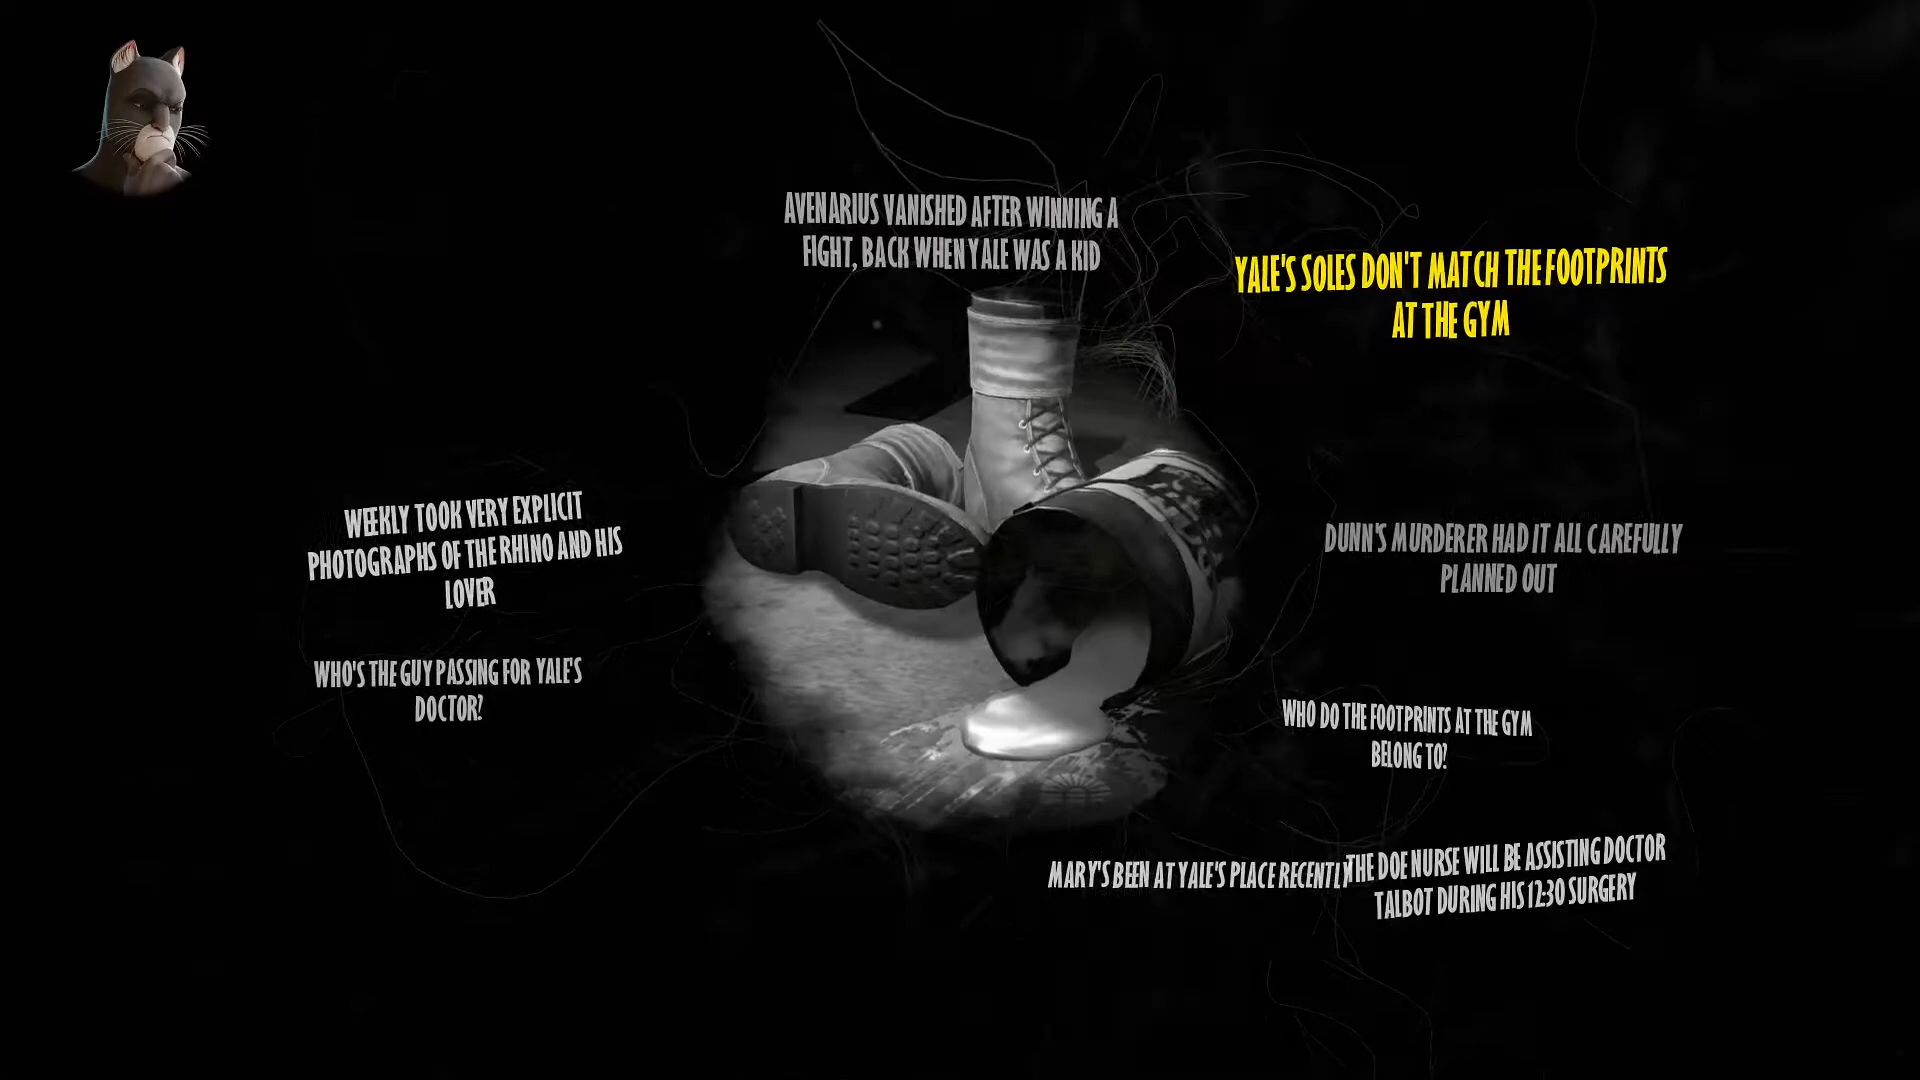 AVENARIUS VANISHED AFTER WINNING A
FIGHT, BACK WHEN YALE WAS A KID
YALE'S SOLES DON'T MATCH THE FOOTPRINTS
AT THE GYM
WEEKLY TOOK VERY EXPLICIT
PHOTOGRAPHS OF THE RHINO AND HIS
LOVER
DUNN'S MURDERER HAD IT ALL CAREFULLY
PLANNED OUT
WHO'S THE GUY PASSING FOR YALE'S
DOCTOR?
WHO DO THE FOOTPRINTS AT THE GYM
BELONG TO?
MARY'S BEEN AT YALE'S PLACE RECENTLY
THE DOE NURSE WILL BE ASSISTING DOCTOR
TALBOT DURING HIS 12:30 SURGERY